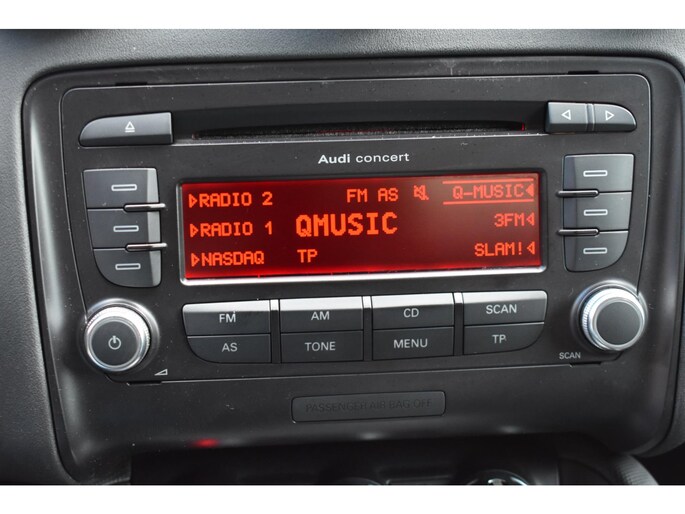 Audi concert
RADIO 2 FM AS Q-MUSIC
RADIO 1 QMUSIC 3FM
NASDAQ TP SLAM!
FM AM CD SCAN
AS TONE MENU TP
SCAN
PASSENGER AIR BAG OFF